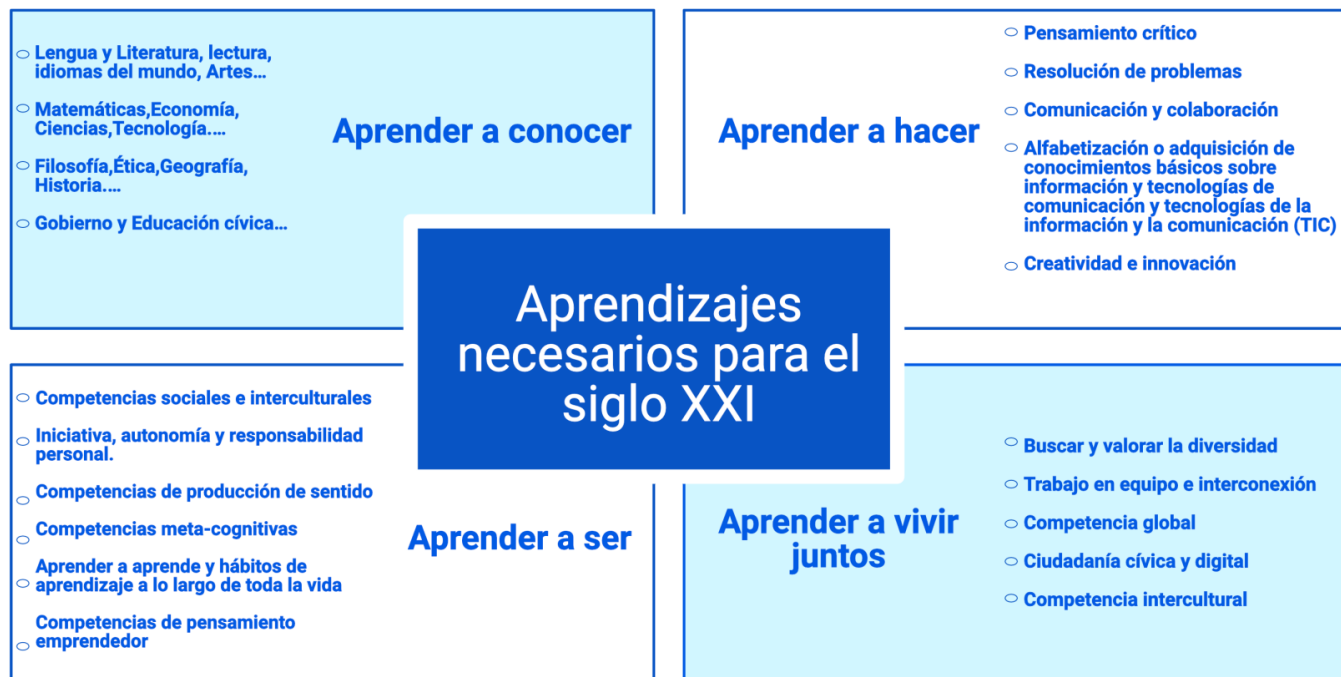 Lengua y Literatura, lectura,
idiomas del mundo, Artes…
Matemáticas,Economía,
Ciencias,Tecnología.…
Filosofía,Ética,Geografía,
Historia.…
Gobierno y Educación cívica…
Aprender a conocer
Aprender a hacer
Pensamiento crítico
Resolución de problemas
Comunicación y colaboración
Alfabetización o adquisición de
conocimientos básicos sobre
información y tecnologías de
comunicación y tecnologías de la
información y la comunicación (TIC)
Creatividad e innovación
Aprendizajes
necesarios para el
siglo XXI
Competencias sociales e interculturales
Iniciativa, autonomía y responsabilidad
personal.
Competencias de producción de sentido
Competencias meta-cognitivas
Aprender a aprende y hábitos de
aprendizaje a lo largo de toda la vida
Competencias de pensamiento
emprendedor
Aprender a ser
Aprender a vivir
juntos
Buscar y valorar la diversidad
Trabajo en equipo e interconexión
Competencia global
Ciudadanía cívica y digital
Competencia intercultural